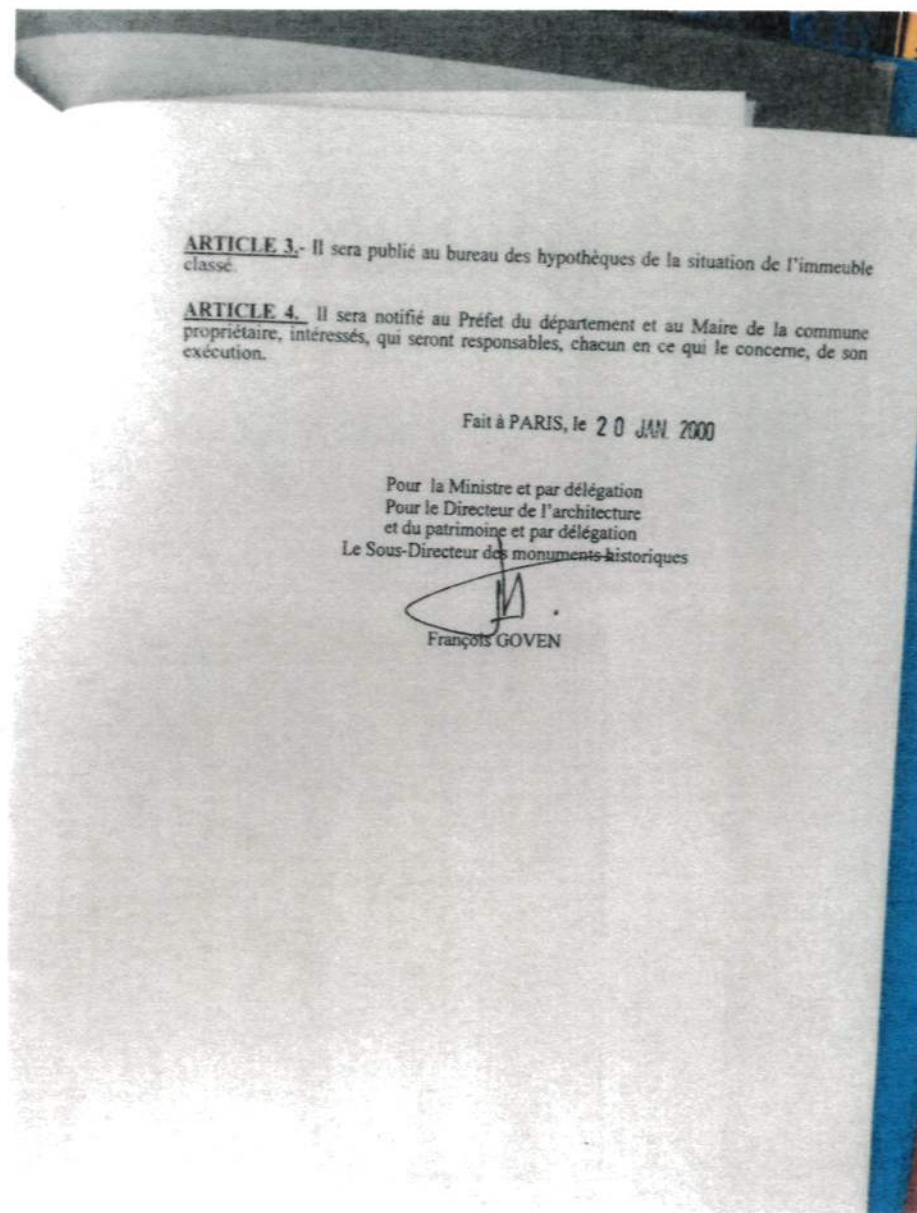 ARTICLE 3.- Il sera publié au bureau des hypothèques de la situation de l'immeuble
classé.
ARTICLE 4. Il sera notifié au Préfet du département et au Maire de la commune
propriétaire, intéressés, qui seront responsables, chacun en ce qui le concerne, de son
exécution.
Fait à PARIS, le 20 JAN. 2000
Pour la Ministre et par délégation
Pour le Directeur de l'architecture
et du patrimoine et par délégation
Le Sous-Directeur des monuments historiques
François GOVEN